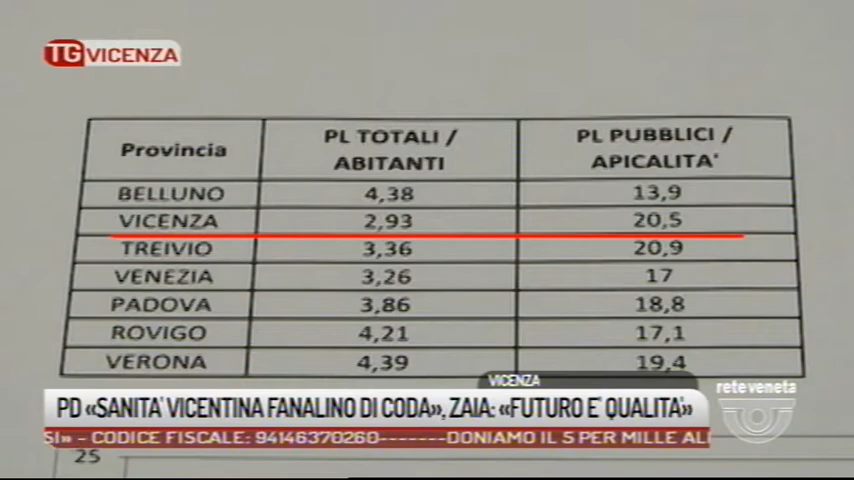 TG VICENZA
Provincia PL TOTALI / ABITANTI PL PUBBLICI / APICALITA'
BELLUNO 4,38 13,9
VICENZA 2,93 20,5
TREIVIO 3,36 20,9
VENEZIA 3,26 17
PADOVA 3,86 18,8
ROVIGO 4,21 17,1
VERONA 4,39 19,4
VICENZA
reteveneta
PD «SANITA' VICENTINA FANALINO DI CODA», ZAIA: «FUTURO E' QUALITA'»
SI» - CODICE FISCALE: 94146370260-------DONIAMO IL 5 PER MILLE AL
25